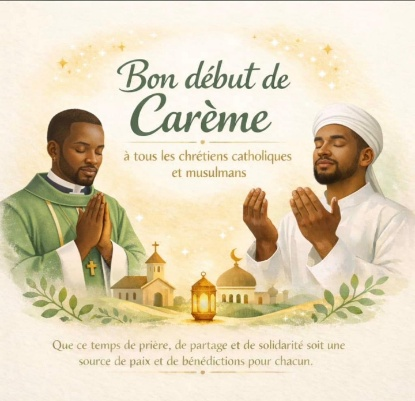 Bon début de
Carème
à tous les chrétiens catholiques
et musulmans
Que ce temps de prière, de partage et de solidarité soit une
source de paix et de bénédictions pour chacun.